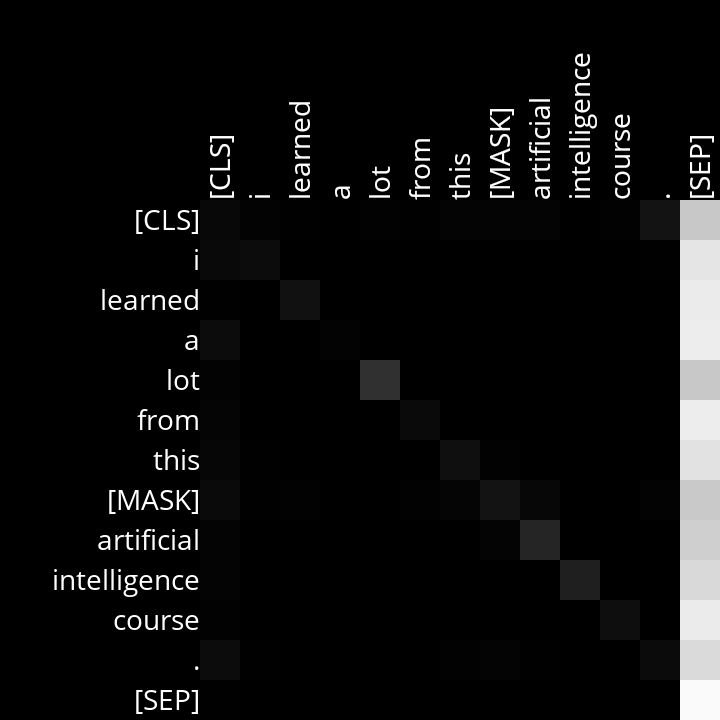 [CLS]
i
learned
a
lot
from
this
[MASK]
artificial
intelligence
course
.
[SEP]
[CLS]
i
learned
a
lot
from
this
[MASK]
artificial
intelligence
course
.
[SEP]